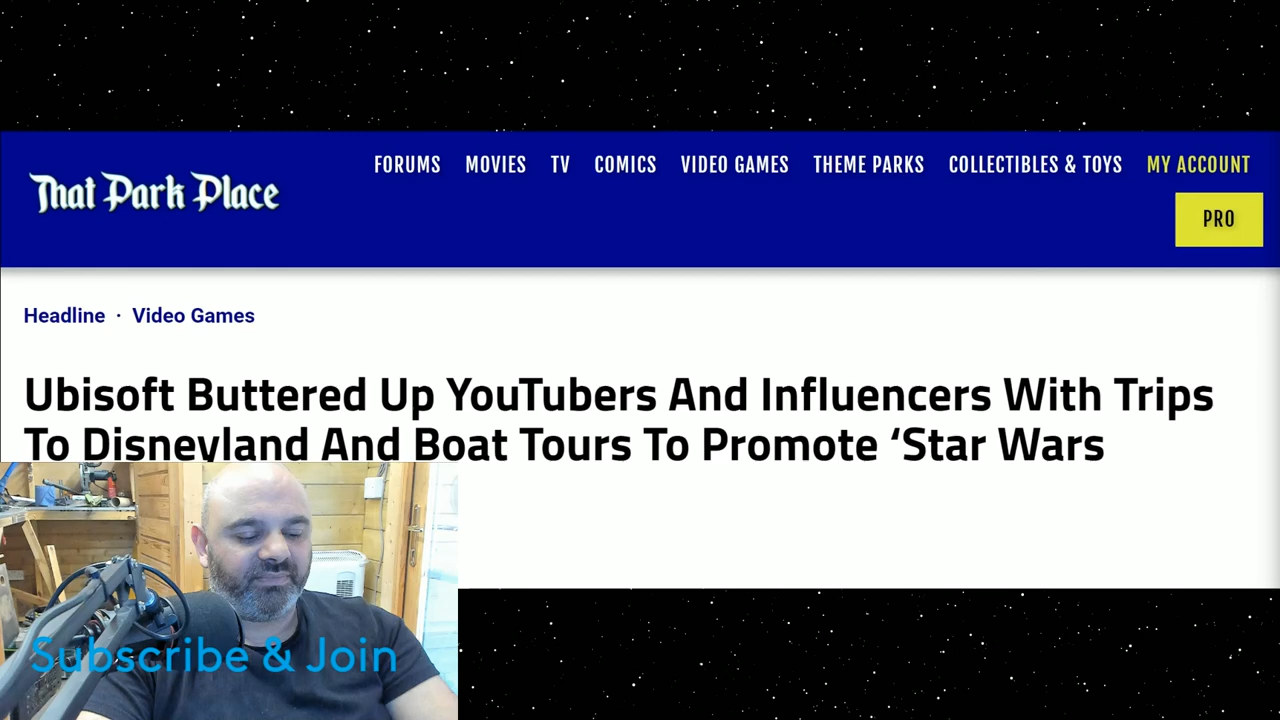 FORUMS MOVIES TV COMICS VIDEO GAMES THEME PARKS COLLECTIBLES & TOYS MY ACCOUNT
That Park Place
PRO
Headline · Video Games
Ubisoft Buttered Up YouTubers And Influencers With Trips
To Disneyland And Boat Tours To Promote ‘Star Wars
Subscribe & Join